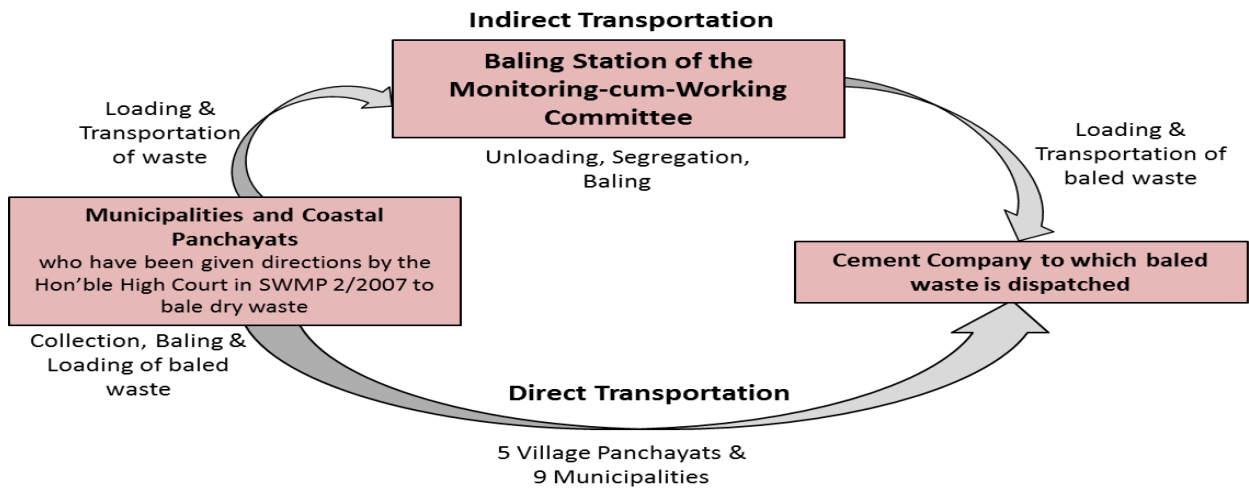 Indirect Transportation
Baling Station of the
Monitoring-cum-Working
Committee
Loading &
Transportation
of waste
Unloading, Segregation,
Baling
Loading &
Transportation of
baled waste
Municipalities and Coastal
Panchayats
who have been given directions by the
Hon’ble High Court in SWMP 2/2007 to
bale dry waste
Cement Company to which baled
waste is dispatched
Collection, Baling &
Loading of baled
waste
Direct Transportation
5 Village Panchayats &
9 Municipalities